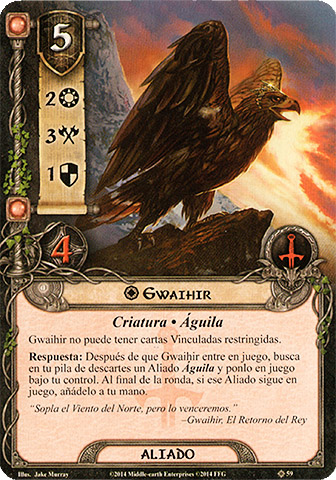 5
2
3
1
4
Gwaihir
Criatura • Águila
Gwaihir no puede tener cartas Vinculadas restringidas.
Respuesta: Después de que Gwaihir entre en juego, busca
en tu pila de descartes un Aliado Águila y ponlo en juego
bajo tu control. Al final de la ronda, si ese Aliado sigue en
juego, añádelo a tu mano.
"Sopla el Viento del Norte, pero lo venceremos."
–Gwaihir, El Retorno del Rey
ALIADO
Illus. Jake Murray ©2014 Middle-earth Enterprises ©2014 FFG 59